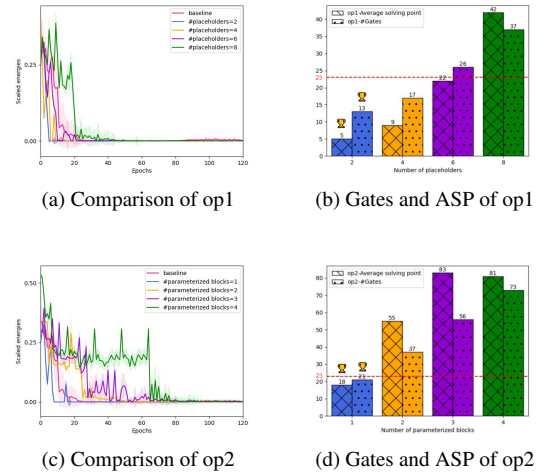 baseline
#placeholders=2
#placeholders=4
#placeholders=6
#placeholders=8
Scaled energies
0.25
0.00
0 20 40 60 80 100 120
Epochs
(a) Comparison of op1
op1-Average solving point
op1-#Gates
40
35
30
25
23
20
15
10
5
0
5 13 9 17 22 26 42 37
2 4 6 8
Number of placeholders
(b) Gates and ASP of op1
baseline
#parameterized blocks=1
#parameterized blocks=2
#parameterized blocks=3
#parameterized blocks=4
Scaled energies
0.50
0.25
0.00
0 20 40 60 80 100 120
Epochs
(c) Comparison of op2
op2-Average solving point
op2-#Gates
80
70
60
50
40
30
23
20
10
0
18 21 55 37 83 56 81 73
1 2 3 4
Number of parameterized blocks
(d) Gates and ASP of op2